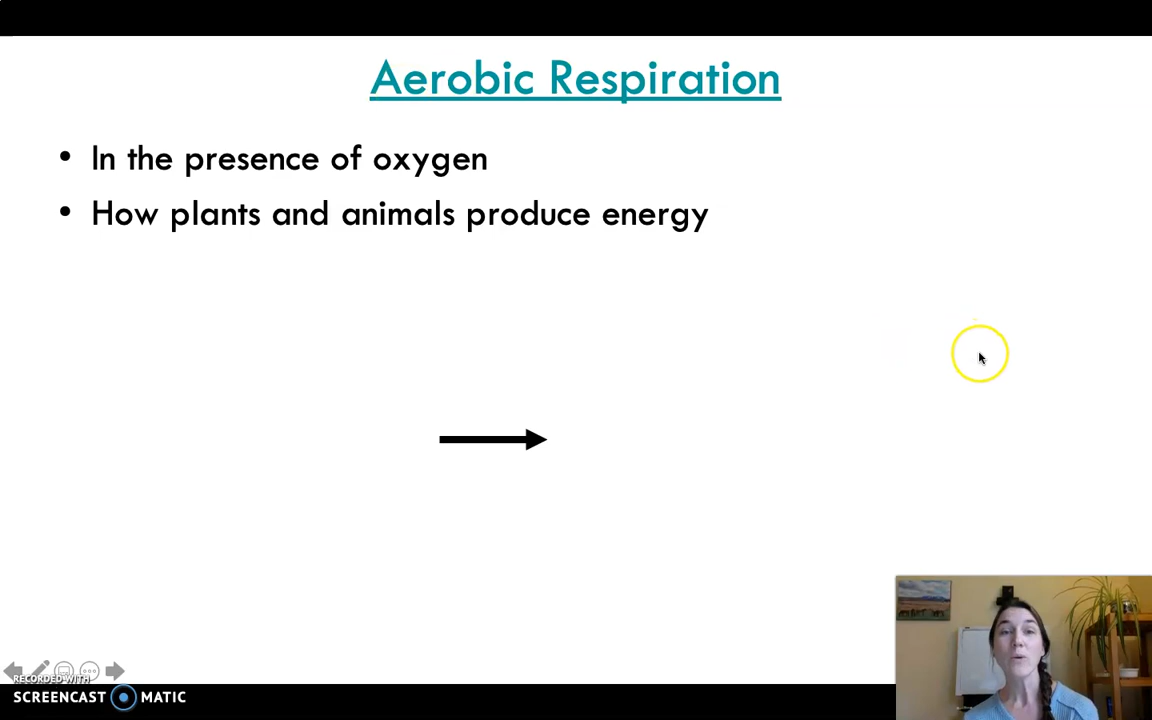 Aerobic Respiration
• In the presence of oxygen
• How plants and animals produce energy
RECORDED WITH
SCREENCAST MATIC